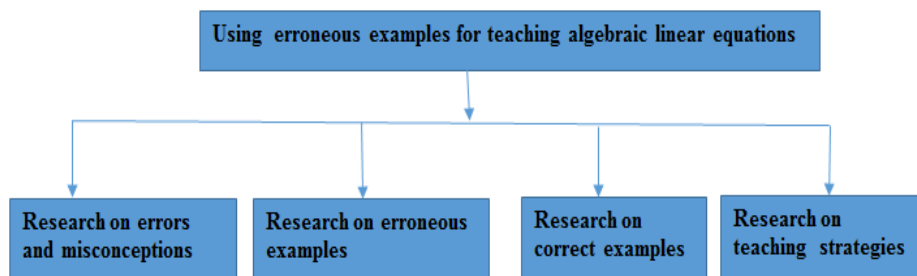 Using erroneous examples for teaching algebraic linear equations
Research on errors
and misconceptions
Research on erroneous
examples
Research on
correct examples
Research on
teaching strategies